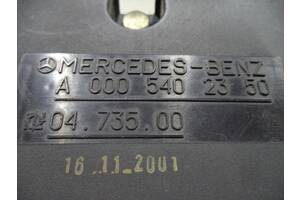 MERCEDES-BENZ
A 000 540 23 50
04.735.00
16.11.2001